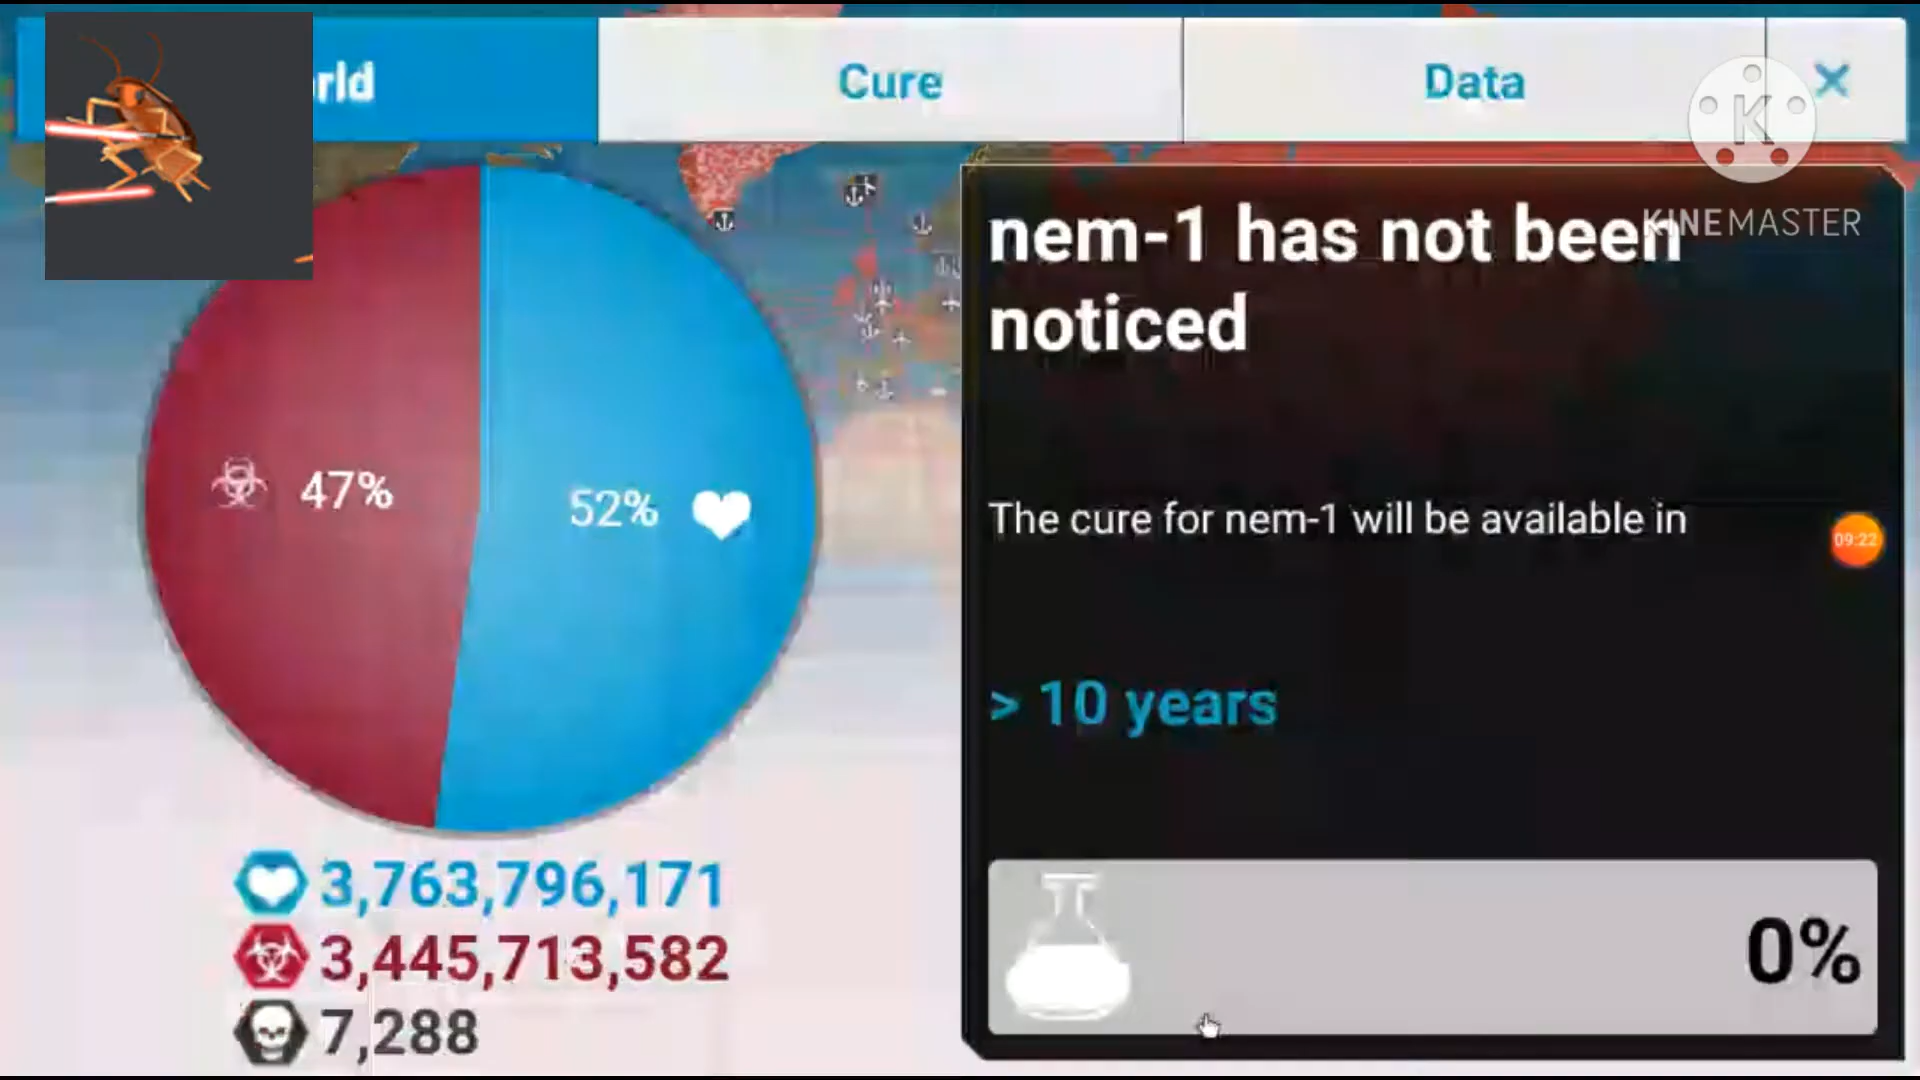 rld
Cure
Data
K
KINEMASTER
nem-1 has not been
noticed
47%
52%
The cure for nem-1 will be available in
09:22
> 10 years
3,763,796,171
3,445,713,582
7,288
0%